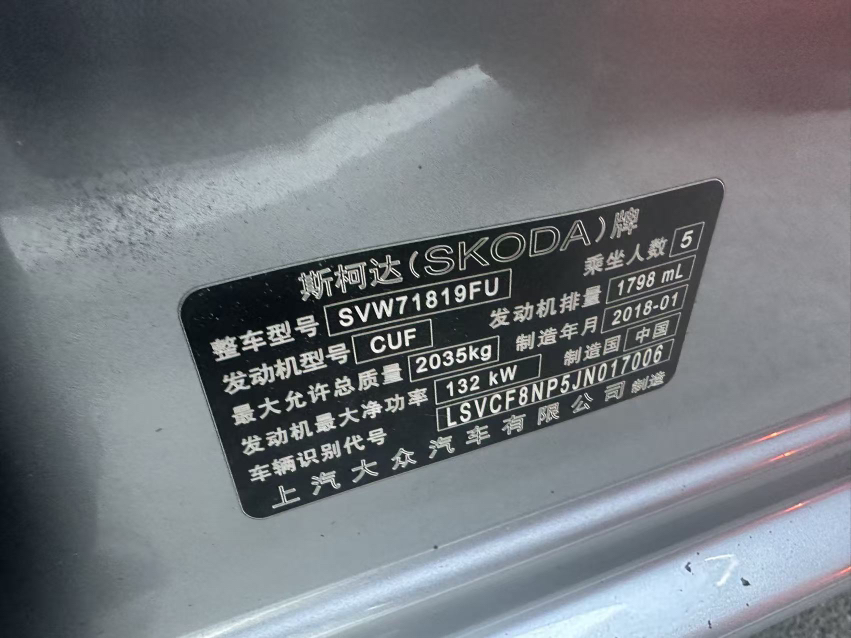 斯柯达(SKODA)牌
整车型号 SVW71819FU 乘坐人数 5
发动机型号 CUF 发动机排量 1798 mL
最大允许总质量 2035kg 制造年月 2018-01
发动机最大净功率 132 kW 制造国 中国
车辆识别代号 LSVCF8NP5JN017006
上汽大众汽车有限公司 制造